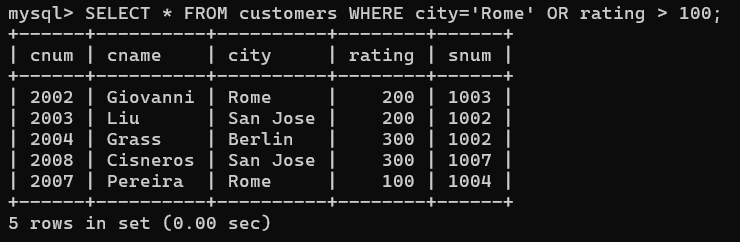 mysql> SELECT * FROM customers WHERE city='Rome' OR rating > 100;
+------+----------+----------+--------+------+
| cnum | cname    | city     | rating | snum |
+------+----------+----------+--------+------+
| 2002 | Giovanni | Rome     |    200 | 1003 |
| 2003 | Liu      | San Jose |    200 | 1002 |
| 2004 | Grass    | Berlin   |    300 | 1002 |
| 2008 | Cisneros | San Jose |    300 | 1007 |
| 2007 | Pereira  | Rome     |    100 | 1004 |
+------+----------+----------+--------+------+
5 rows in set (0.00 sec)